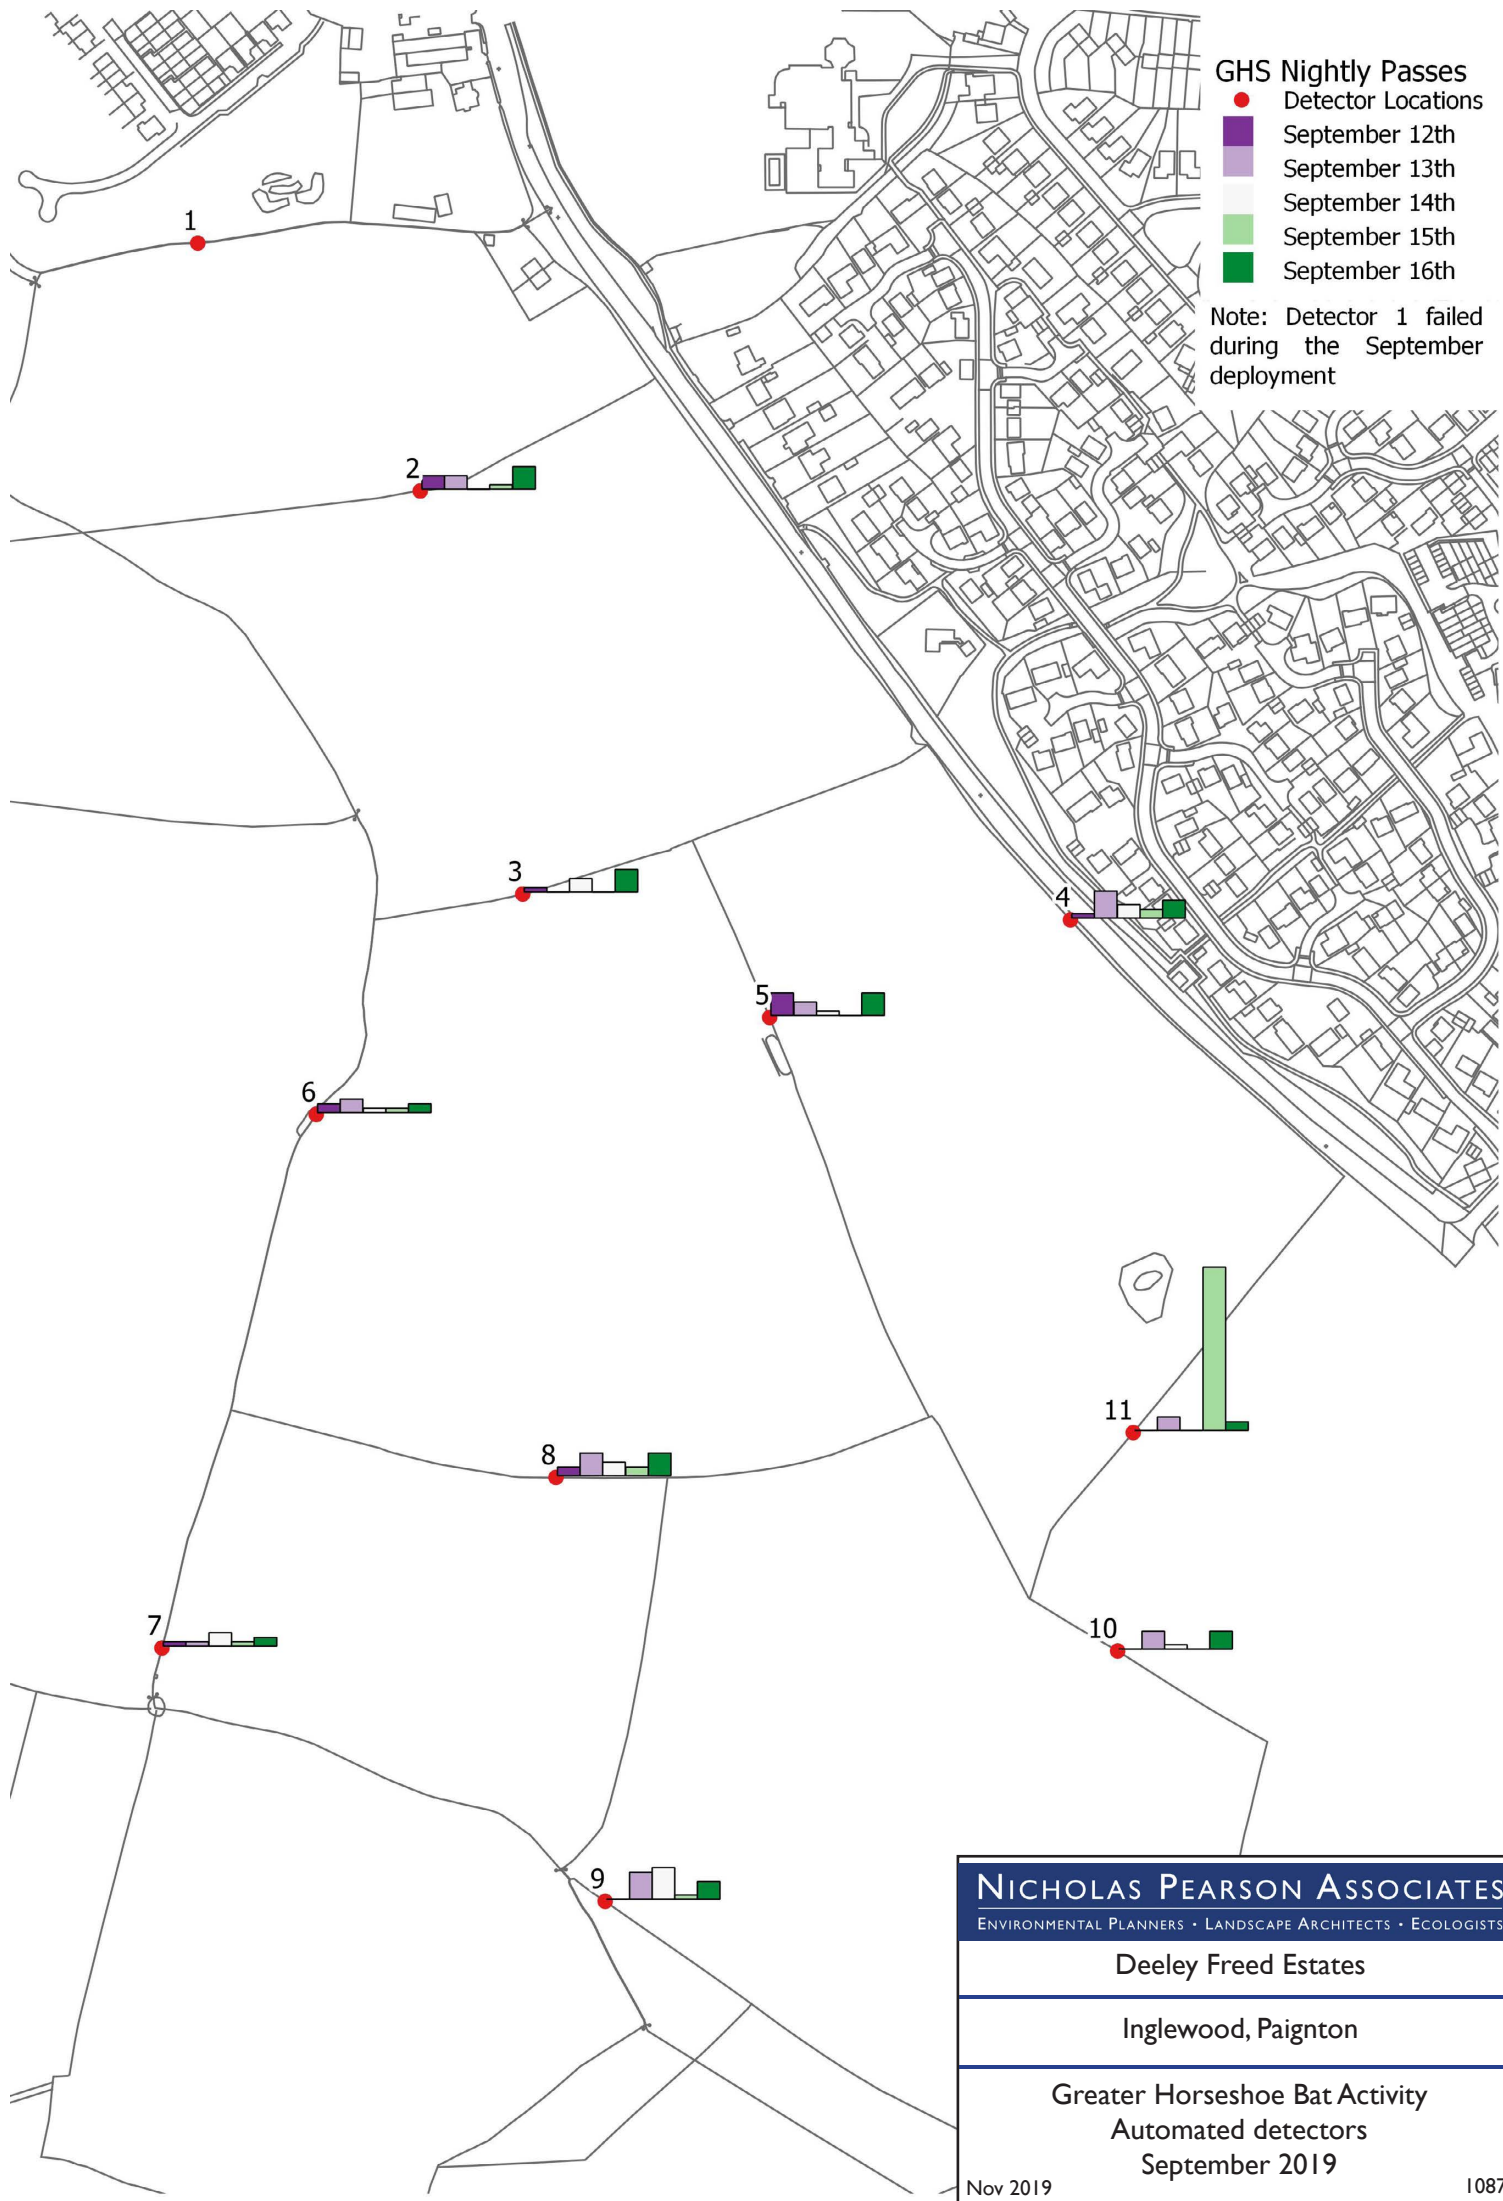 GHS Nightly Passes
Detector Locations
September 12th
September 13th
September 14th
September 15th
September 16th
Note: Detector 1 failed
during the September
deployment
1
2
3
4
5
6
7
8
9
10
11
NICHOLAS PEARSON ASSOCIATES
ENVIRONMENTAL PLANNERS • LANDSCAPE ARCHITECTS • ECOLOGISTS
Deeley Freed Estates
Inglewood, Paignton
Greater Horseshoe Bat Activity
Automated detectors
September 2019
Nov 2019
1087